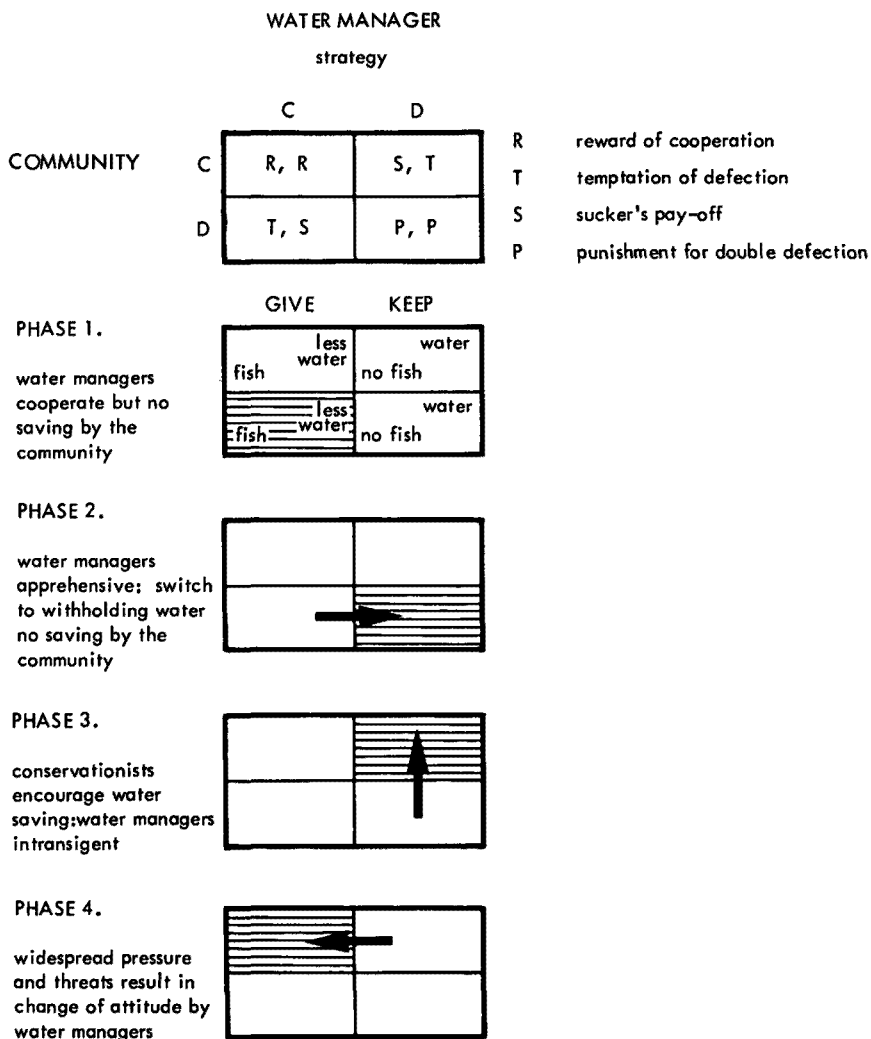 WATER MANAGER
strategy
C D
COMMUNITY C R, R S, T
D T, S P, P
R reward of cooperation
T temptation of defection
S sucker's pay-off
P punishment for double defection
GIVE KEEP
PHASE 1.
water managers
cooperate but no
saving by the
community
less
water
fish
water
no fish
less
water
fish
water
no fish
PHASE 2.
water managers
apprehensive: switch
to withholding water
no saving by the
community
PHASE 3.
conservationists
encourage water
saving:water managers
intransigent
PHASE 4.
widespread pressure
and threats result in
change of attitude by
water managers